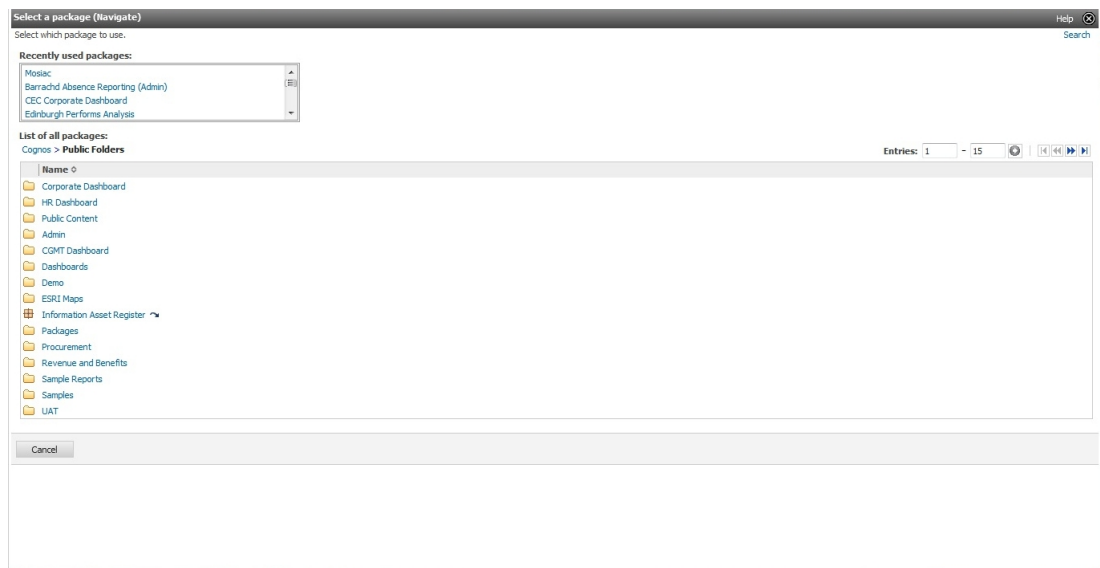 Select a package (Navigate) Help
Select which package to use. Search
Recently used packages:
Mosiac
Barrachd Absence Reporting (Admin)
CEC Corporate Dashboard
Edinburgh Performs Analysis
List of all packages:
Cognos > Public Folders Entries: 1 - 15
Name
Corporate Dashboard
HR Dashboard
Public Content
Admin
CGMT Dashboard
Dashboards
Demo
ESRI Maps
Information Asset Register
Packages
Procurement
Revenue and Benefits
Sample Reports
Samples
UAT
Cancel